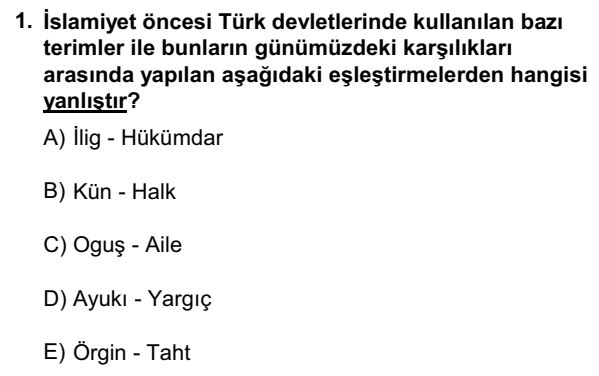 1. İslamiyet öncesi Türk devletlerinde kullanılan bazı
terimler ile bunların günümüzdeki karşılıkları
arasında yapılan aşağıdaki eşleştirmelerden hangisi
yanlıştır?
A) İlig - Hükümdar
B) Kün - Halk
C) Oguş - Aile
D) Ayukı - Yargıç
E) Örgin - Taht